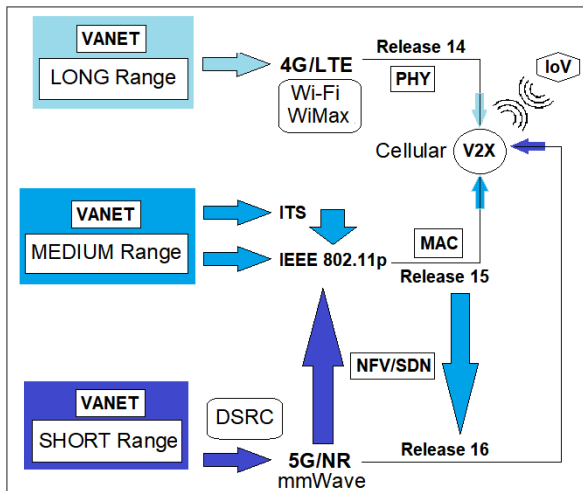 VANET
LONG Range
4G/LTE
Wi-Fi
WiMax
Release 14
PHY
IoV
Cellular
V2X
VANET
MEDIUM Range
ITS
IEEE 802.11p
MAC
Release 15
NFV/SDN
VANET
SHORT Range
DSRC
5G/NR
mmWave
Release 16